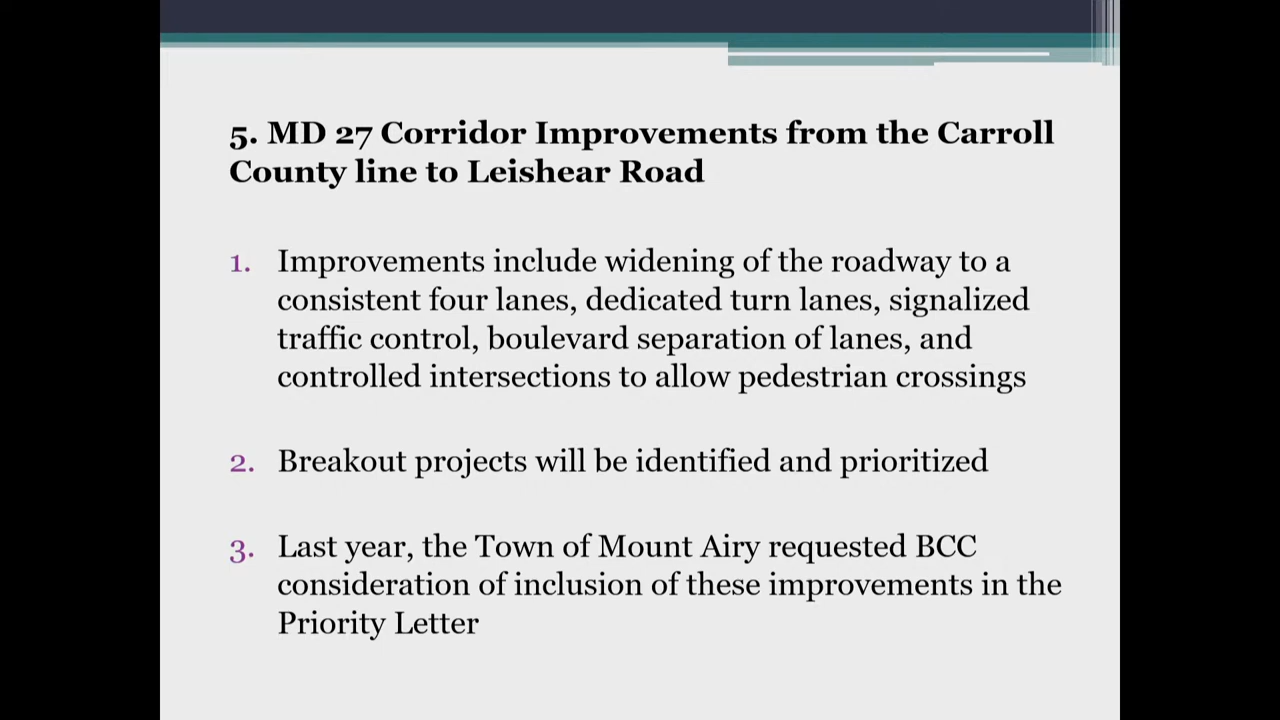 5. MD 27 Corridor Improvements from the Carroll
County line to Leishear Road
1. Improvements include widening of the roadway to a
consistent four lanes, dedicated turn lanes, signalized
traffic control, boulevard separation of lanes, and
controlled intersections to allow pedestrian crossings
2. Breakout projects will be identified and prioritized
3. Last year, the Town of Mount Airy requested BCC
consideration of inclusion of these improvements in the
Priority Letter